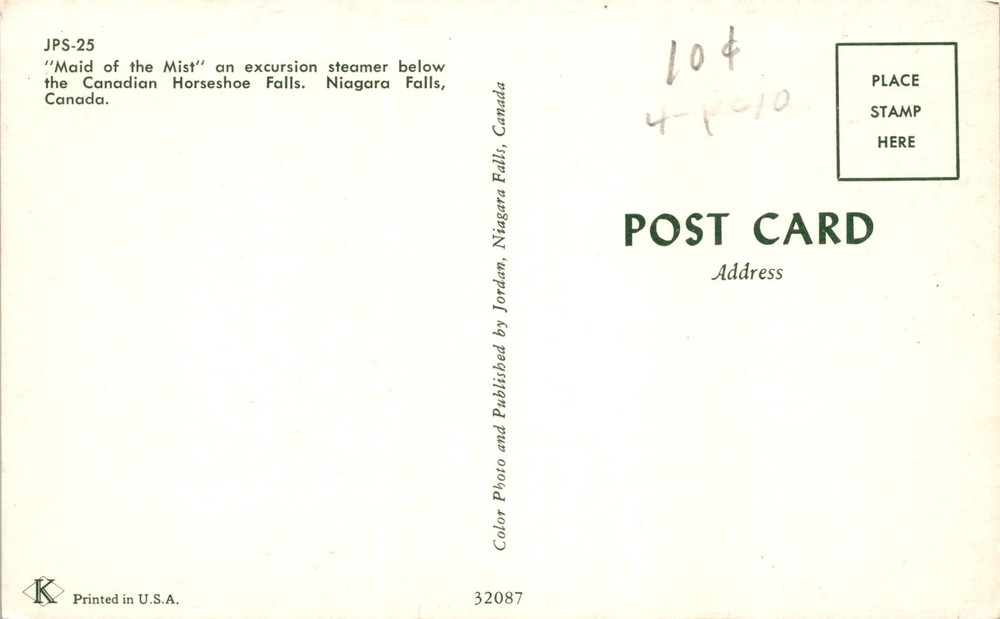 JPS-25
"Maid of the Mist" an excursion steamer below
the Canadian Horseshoe Falls. Niagara Falls,
Canada.
Color Photo and Published by Jordan, Niagara Falls, Canada
10¢
PLACE
STAMP
HERE
POST CARD
Address
K Printed in U.S.A.
32087